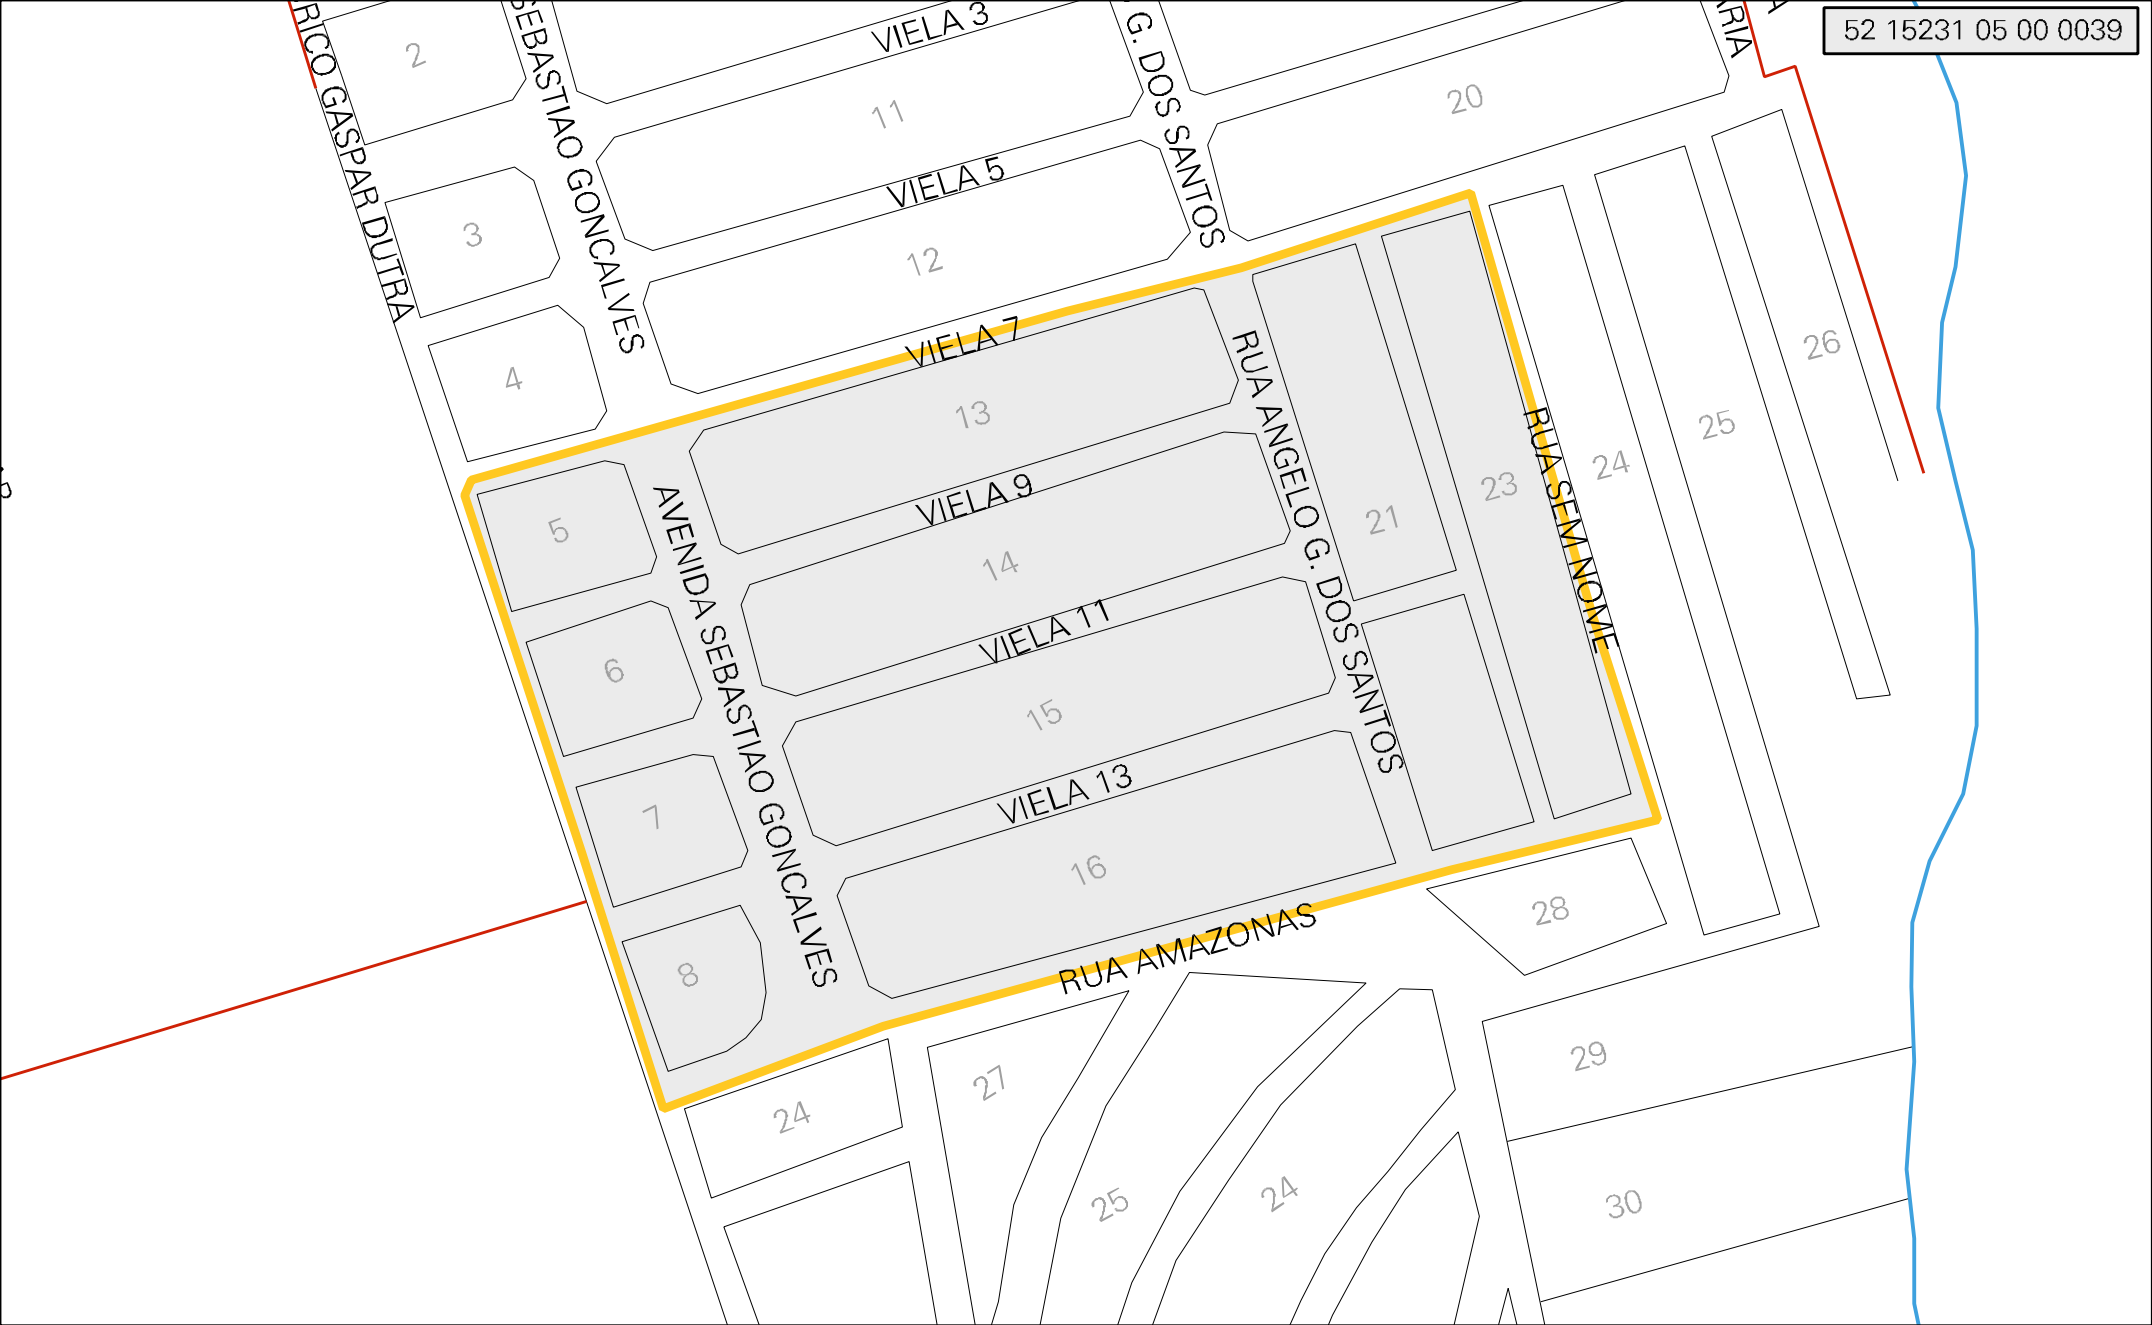 52 15231 05 00 0039
RICO GASPAR DUTRA
SEBASTIAO GONCALVES
VIELA 3
G. DOS SANTOS
RIA
2
11
20
3
VIELA 5
12
4
VIELA 7
13
26
25
24
23
21
RUA SEM NOME
RUA ANGELO G. DOS SANTOS
VIELA 9
5
AVENIDA SEBASTIAO GONCALVES
14
6
VIELA 11
15
7
VIELA 13
16
8
RUA AMAZONAS
28
27
24
29
25
24
30